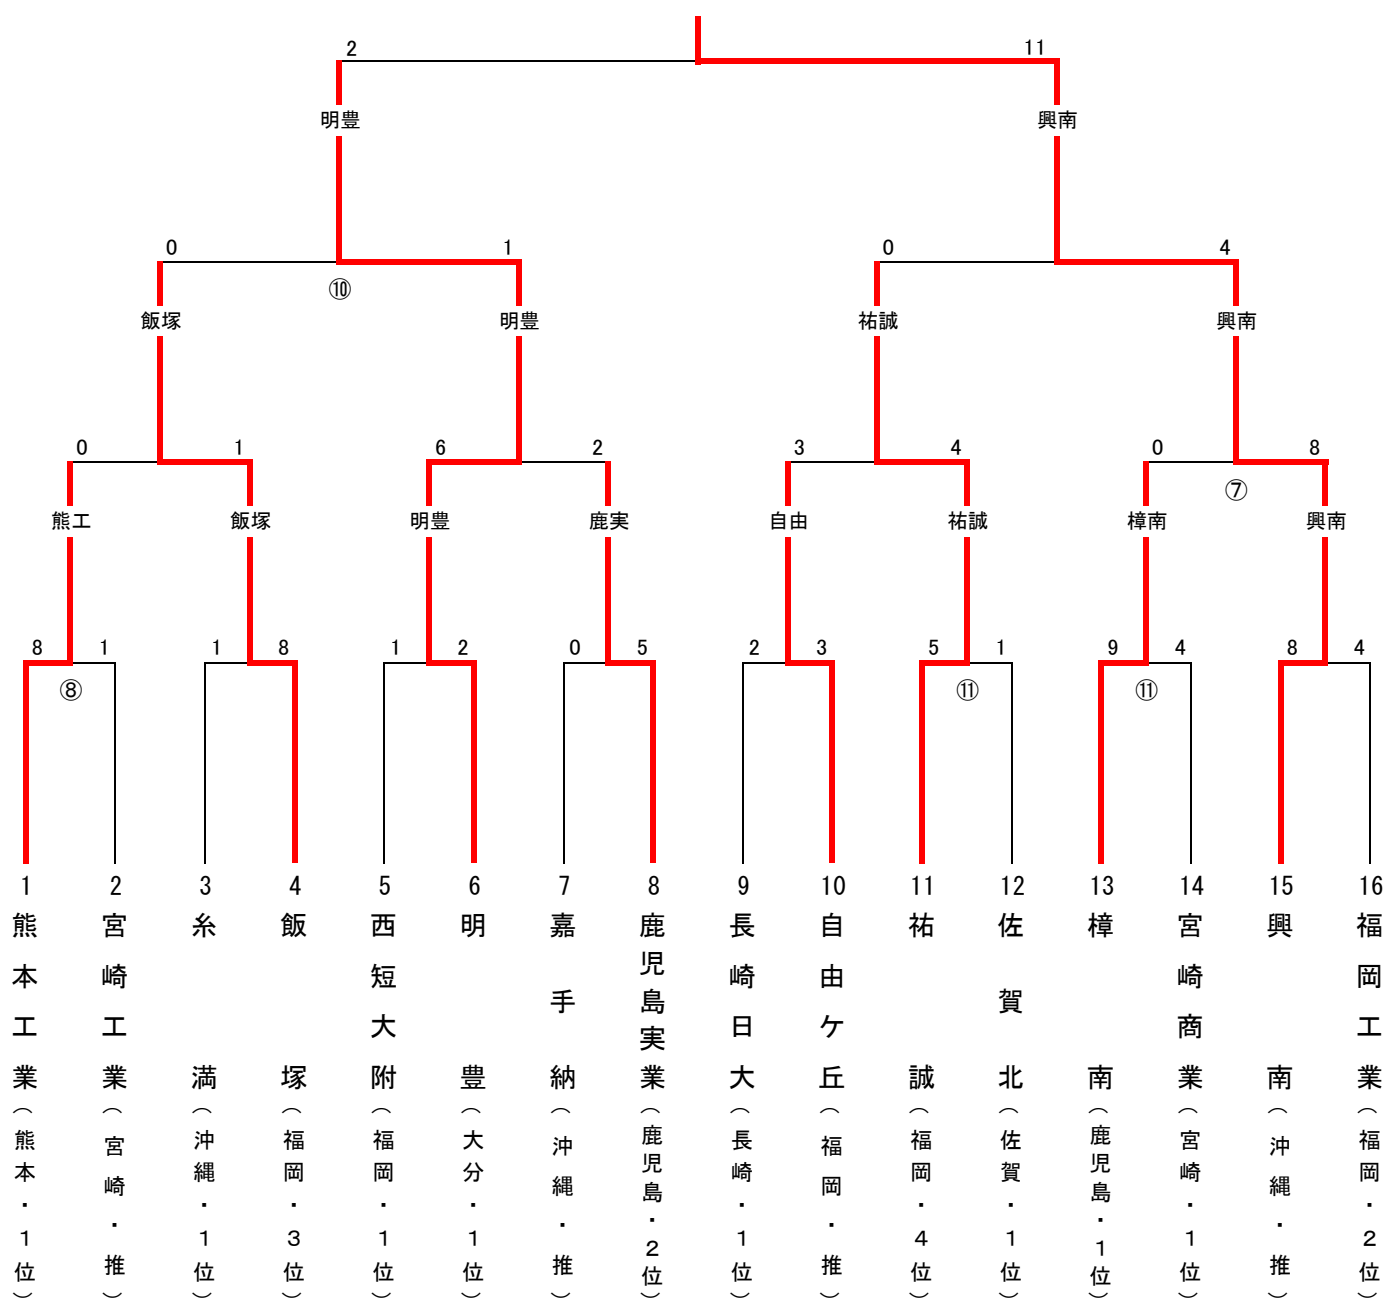 2 11
明豊 興南
0 1 0 4
⑩
飯塚 明豊 祐誠 興南
0 1 6 2 3 4 0 8
⑦
熊工 飯塚 明豊 鹿実 自由 祐誠 樟南 興南
8 1 1 8 1 2 0 5 2 3 5 1 9 4 8 4
⑧ ⑪ ⑪
1 2 3 4 5 6 7 8 9 10 11 12 13 14 15 16
熊本工業(熊本・1位)
宮崎工業(宮崎・推)
糸満(沖縄・1位)
飯塚(福岡・3位)
西短大附(福岡・1位)
明豊(大分・1位)
嘉手納(沖縄・推)
鹿児島実業(鹿児島・2位)
長崎日大(長崎・1位)
自由ケ丘(福岡・推)
祐誠(福岡・4位)
佐賀北(佐賀・1位)
樟南(鹿児島・1位)
宮崎商業(宮崎・1位)
興南(沖縄・推)
福岡工業(福岡・2位)